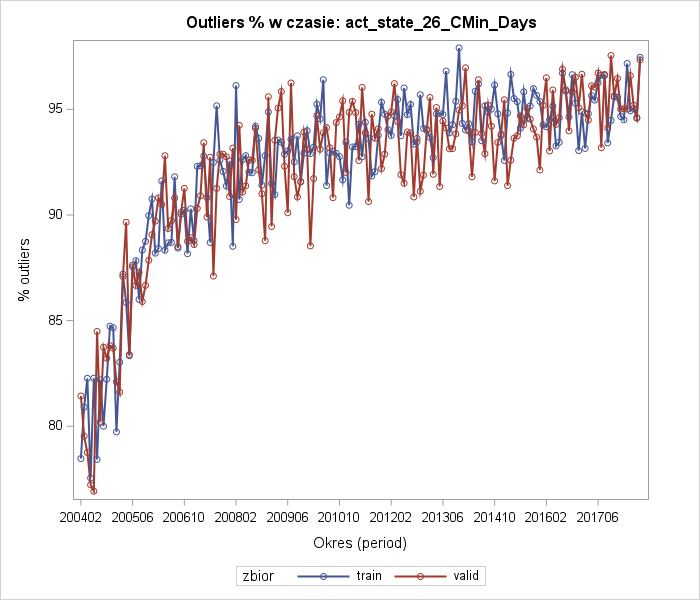 Outliers % w czasie: act_state_26_CMin_Days
% outliers
95
90
85
80
200402 200506 200610 200802 200906 201010 201202 201306 201410 201602 201706
Okres (period)
zbior train valid